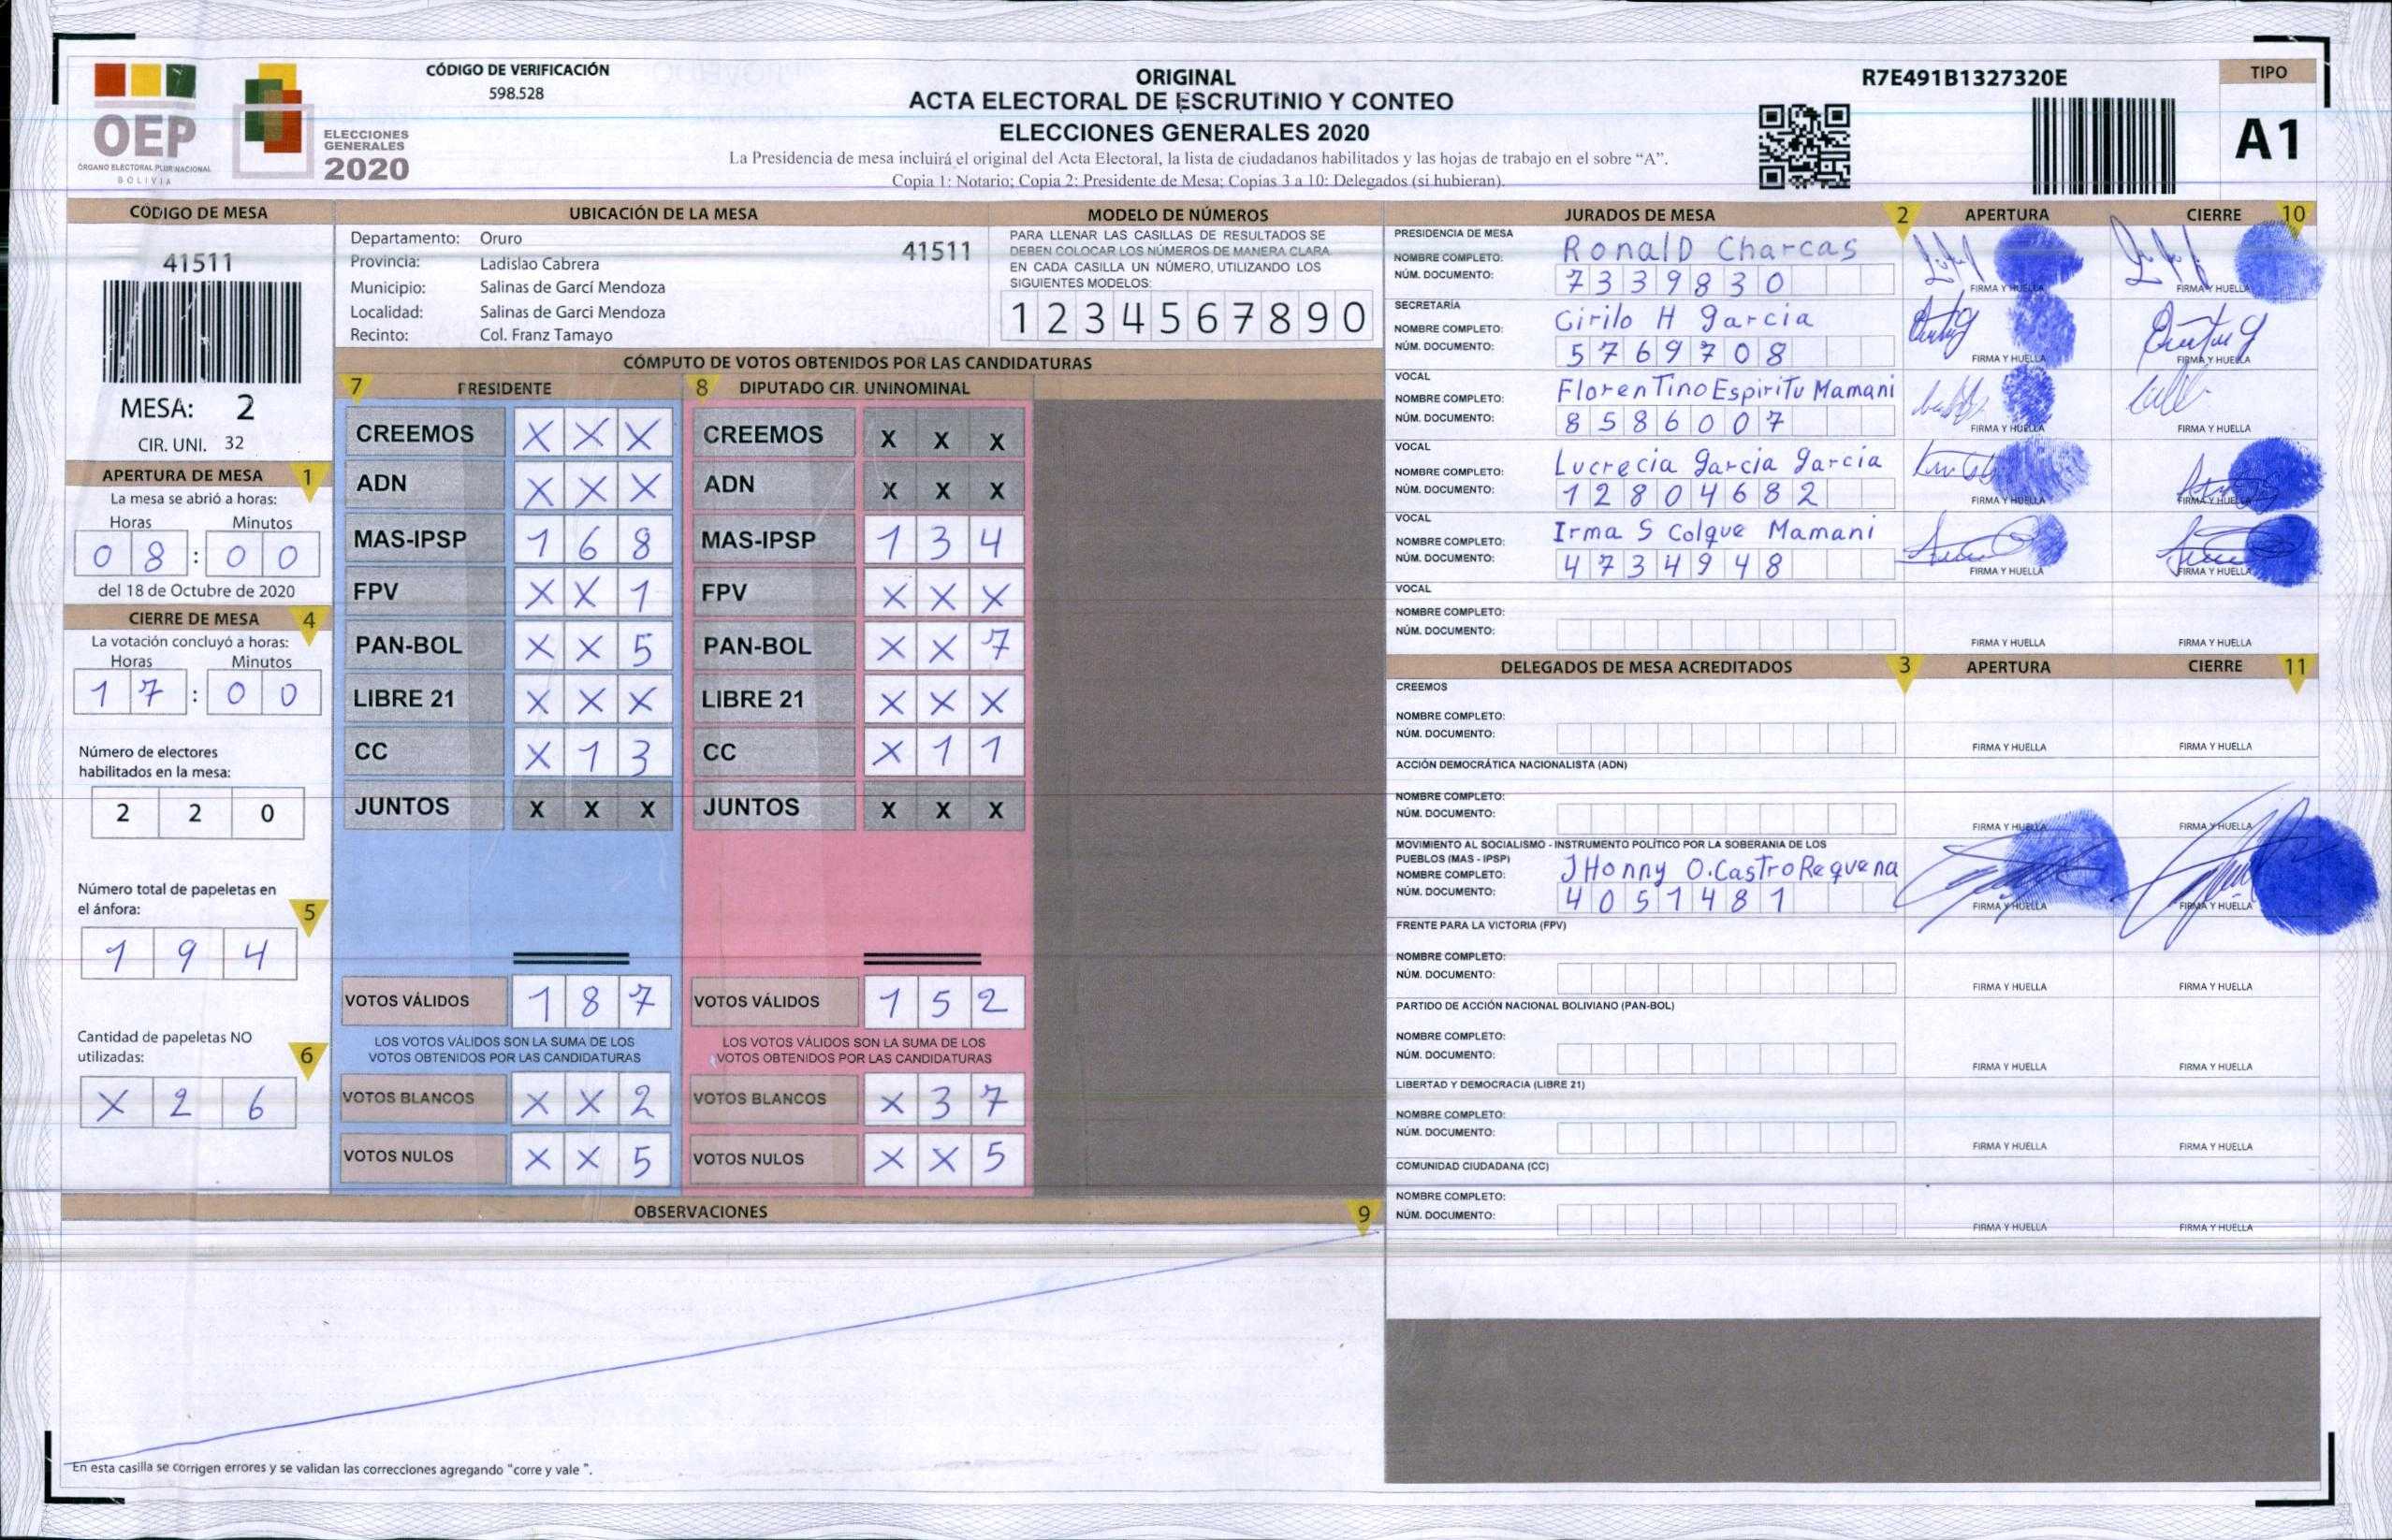 OEP
ÓRGANO ELECTORAL PLURINACIONAL
BOLIVIA
ELECCIONES
GENERALES
2020
CÓDIGO DE VERIFICACIÓN
598.528
ORIGINAL
ACTA ELECTORAL DE ESCRUTINIO Y CONTEO
ELECCIONES GENERALES 2020
La Presidencia de mesa incluirá el original del Acta Electoral, la lista de ciudadanos habilitados y las hojas de trabajo en el sobre “A”.
Copia 1: Notario; Copia 2: Presidente de Mesa; Copias 3 a 10: Delegados (si hubieran).
R7E491B1327320E
TIPO
A1
CÓDIGO DE MESA
41511
MESA: 2
CIR. UNI. 32
APERTURA DE MESA 1
La mesa se abrió a horas:
Horas Minutos
0 8 : 0 0
del 18 de Octubre de 2020
CIERRE DE MESA 4
La votación concluyó a horas:
Horas Minutos
1 7 : 0 0
Número de electores
habilitados en la mesa:
2 2 0
Número total de papeletas en
el ánfora: 5
1 9 4
Cantidad de papeletas NO
utilizadas: 6
X 2 6
UBICACIÓN DE LA MESA
Departamento: Oruro
41511
Provincia: Ladislao Cabrera
Municipio: Salinas de Garcí Mendoza
Localidad: Salinas de Garci Mendoza
Recinto: Col. Franz Tamayo
MODELO DE NÚMEROS
PARA LLENAR LAS CASILLAS DE RESULTADOS SE
DEBEN COLOCAR LOS NÚMEROS DE MANERA CLARA
EN CADA CASILLA UN NÚMERO, UTILIZANDO LOS
SIGUIENTES MODELOS:
1 2 3 4 5 6 7 8 9 0
CÓMPUTO DE VOTOS OBTENIDOS POR LAS CANDIDATURAS
7 PRESIDENTE
CREEMOS X X X
ADN X X X
MAS-IPSP 1 6 8
FPV X X 1
PAN-BOL X X 5
LIBRE 21 X X X
CC X 1 3
JUNTOS X X X
VOTOS VÁLIDOS 1 8 7
LOS VOTOS VÁLIDOS SON LA SUMA DE LOS
VOTOS OBTENIDOS POR LAS CANDIDATURAS
VOTOS BLANCOS X X 2
VOTOS NULOS X X 5
8 DIPUTADO CIR. UNINOMINAL
CREEMOS X X X
ADN X X X
MAS-IPSP 1 3 4
FPV X X X
PAN-BOL X X 7
LIBRE 21 X X X
CC X 1 1
JUNTOS X X X
VOTOS VÁLIDOS 1 5 2
LOS VOTOS VÁLIDOS SON LA SUMA DE LOS
VOTOS OBTENIDOS POR LAS CANDIDATURAS
VOTOS BLANCOS X 3 7
VOTOS NULOS X X 5
OBSERVACIONES 9
En esta casilla se corrigen errores y se validan las correcciones agregando "corre y vale ".
JURADOS DE MESA 2 APERTURA CIERRE 10
PRESIDENCIA DE MESA
NOMBRE COMPLETO: Ronald Charcas
NÚM. DOCUMENTO: 7339830
FIRMA Y HUELLA FIRMA Y HUELLA
SECRETARÍA
NOMBRE COMPLETO: Cirilo H garcia
NÚM. DOCUMENTO: 5769708
FIRMA Y HUELLA FIRMA Y HUELLA
VOCAL
NOMBRE COMPLETO: Florentino Espiritu Mamani
NÚM. DOCUMENTO: 8586007
FIRMA Y HUELLA FIRMA Y HUELLA
VOCAL
NOMBRE COMPLETO: Lucrecia garcia garcia
NÚM. DOCUMENTO: 12804682
FIRMA Y HUELLA FIRMA Y HUELLA
VOCAL
NOMBRE COMPLETO: Irma S Colque Mamani
NÚM. DOCUMENTO: 4734948
FIRMA Y HUELLA FIRMA Y HUELLA
VOCAL
NOMBRE COMPLETO:
NÚM. DOCUMENTO:
FIRMA Y HUELLA FIRMA Y HUELLA
DELEGADOS DE MESA ACREDITADOS 3 APERTURA CIERRE 11
CREEMOS
NOMBRE COMPLETO:
NÚM. DOCUMENTO:
FIRMA Y HUELLA FIRMA Y HUELLA
ACCIÓN DEMOCRÁTICA NACIONALISTA (ADN)
NOMBRE COMPLETO:
NÚM. DOCUMENTO:
FIRMA Y HUELLA FIRMA Y HUELLA
MOVIMIENTO AL SOCIALISMO - INSTRUMENTO POLÍTICO POR LA SOBERANIA DE LOS
PUEBLOS (MAS - IPSP)
NOMBRE COMPLETO: JHonny O. Castro Requena
NÚM. DOCUMENTO: 4051481
FIRMA Y HUELLA FIRMA Y HUELLA
FRENTE PARA LA VICTORIA (FPV)
NOMBRE COMPLETO:
NÚM. DOCUMENTO:
FIRMA Y HUELLA FIRMA Y HUELLA
PARTIDO DE ACCIÓN NACIONAL BOLIVIANO (PAN-BOL)
NOMBRE COMPLETO:
NÚM. DOCUMENTO:
FIRMA Y HUELLA FIRMA Y HUELLA
LIBERTAD Y DEMOCRACIA (LIBRE 21)
NOMBRE COMPLETO:
NÚM. DOCUMENTO:
FIRMA Y HUELLA FIRMA Y HUELLA
COMUNIDAD CIUDADANA (CC)
NOMBRE COMPLETO:
NÚM. DOCUMENTO:
FIRMA Y HUELLA FIRMA Y HUELLA